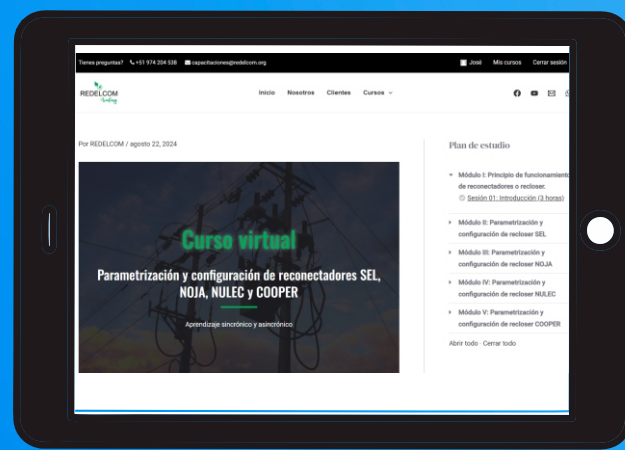 Tienes preguntas? +51 974 204 538 capacitaciones@redelcom.org
José Mis cursos Cerrar sesión
REDELCOM
Inicio Nosotros Clientes Cursos
Por REDELCOM / agosto 22, 2024
Curso virtual
Parametrización y configuración de reconectadores SEL,
NOJA, NULEC y COOPER
Aprendizaje sincrónico y asincrónico
Plan de estudio
Módulo I: Principio de funcionamiento
de reconectadores o recloser.
Sesión 01: Introducción (3 horas)
Módulo II: Parametrización y
configuración de recloser SEL
Módulo III: Parametrización y
configuración de recloser NOJA
Módulo IV: Parametrización y
configuración de recloser NULEC
Módulo V: Parametrización y
configuración de recloser COOPER
Abrir todo · Cerrar todo